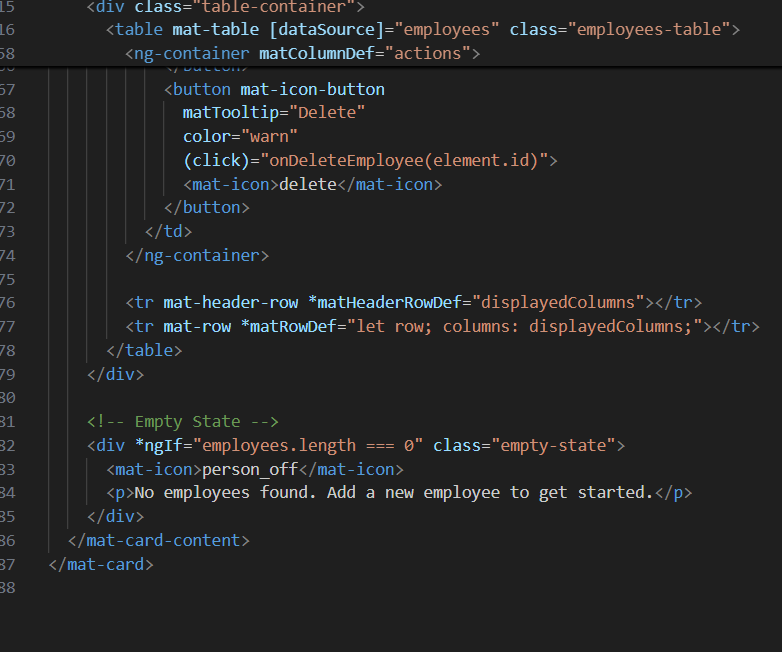 15 <div class="table-container">
16 <table mat-table [dataSource]="employees" class="employees-table">
58 <ng-container matColumnDef="actions">
66 </button>
67 <button mat-icon-button
68 matTooltip="Delete"
69 color="warn"
70 (click)="onDeleteEmployee(element.id)">
71 <mat-icon>delete</mat-icon>
72 </button>
73 </td>
74 </ng-container>
75
76 <tr mat-header-row *matHeaderRowDef="displayedColumns"></tr>
77 <tr mat-row *matRowDef="let row; columns: displayedColumns;"></tr>
78 </table>
79 </div>
80
81 <!-- Empty State -->
82 <div *ngIf="employees.length === 0" class="empty-state">
83 <mat-icon>person_off</mat-icon>
84 <p>No employees found. Add a new employee to get started.</p>
85 </div>
86 </mat-card-content>
87 </mat-card>
88